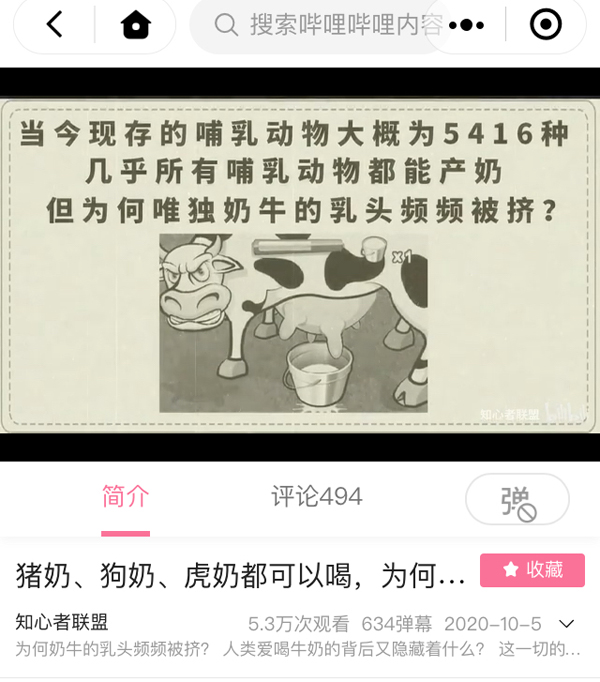 搜索哔哩哔哩内容
当今现存的哺乳动物大概为5416种
几乎所有哺乳动物都能产奶
但为何唯独奶牛的乳头频频被挤？
x1
知心者联盟
简介
评论494
弹
猪奶、狗奶、虎奶都可以喝，为何...
收藏
知心者联盟
5.3万次观看 634弹幕 2020-10-5
为何奶牛的乳头频频被挤？ 人类爱喝牛奶的背后又隐藏着什么？ 这一切的...